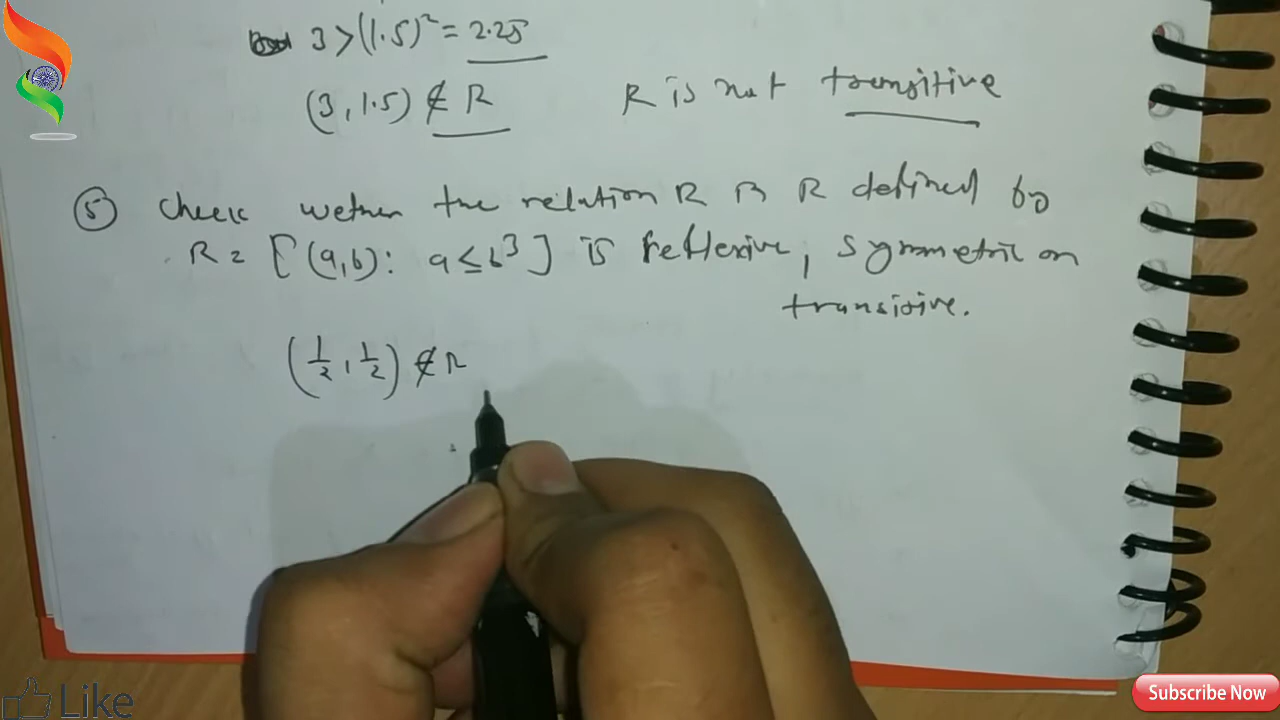 3 > (1.5)² = 2.25
(3, 1.5) ∉ R R is not transitive
⑤ Check wether the relation R in R defined by
R = [(a,b): a ≤ b³] is reflexive, symmetric or
transitive.
(1/2, 1/2) ∉ R
Like
Subscribe Now